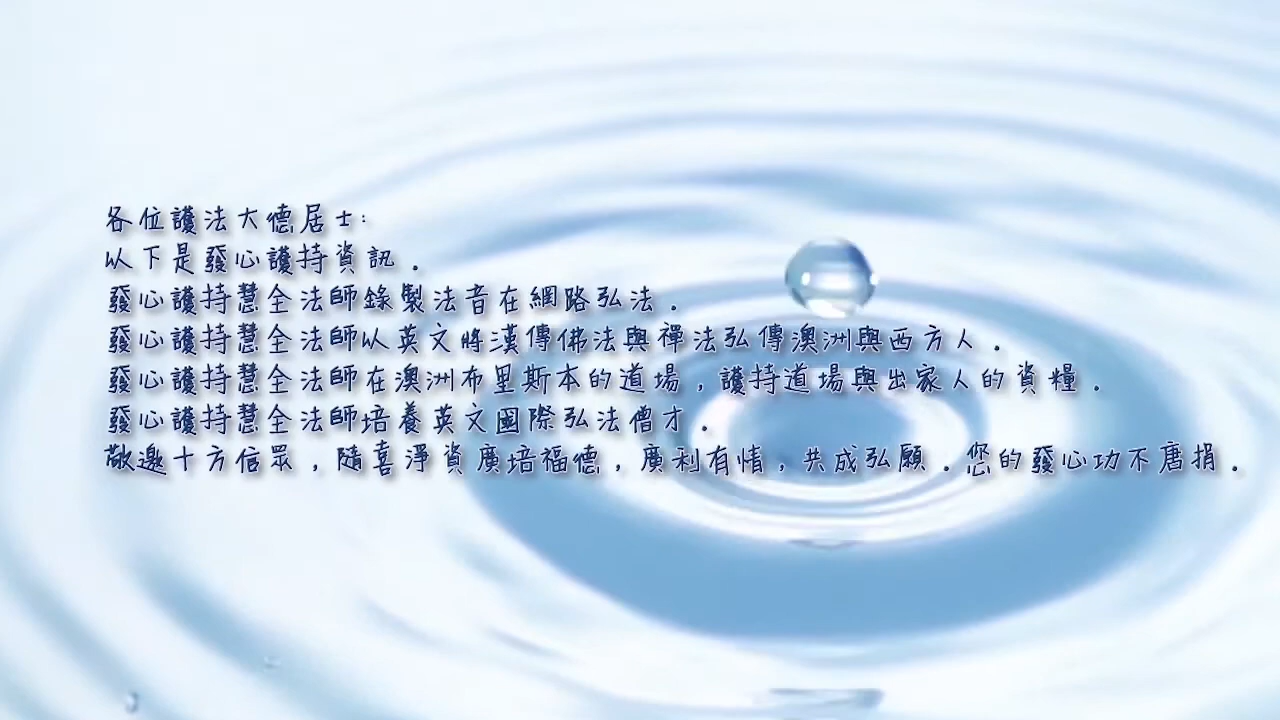 各位護法大德居士:
以下是發心護持資訊.
發心護持慧全法師錄製法音在網路弘法.
發心護持慧全法師以英文將漢傳佛法與禪法弘傳澳洲與西方人.
發心護持慧全法師在澳洲布里斯本的道場,護持道場與出家人的資糧.
發心護持慧全法師培養英文國際弘法僧才.
敬邀十方信眾,隨喜淨資廣培福德,廣利有情,共成弘願.您的發心功不唐捐.